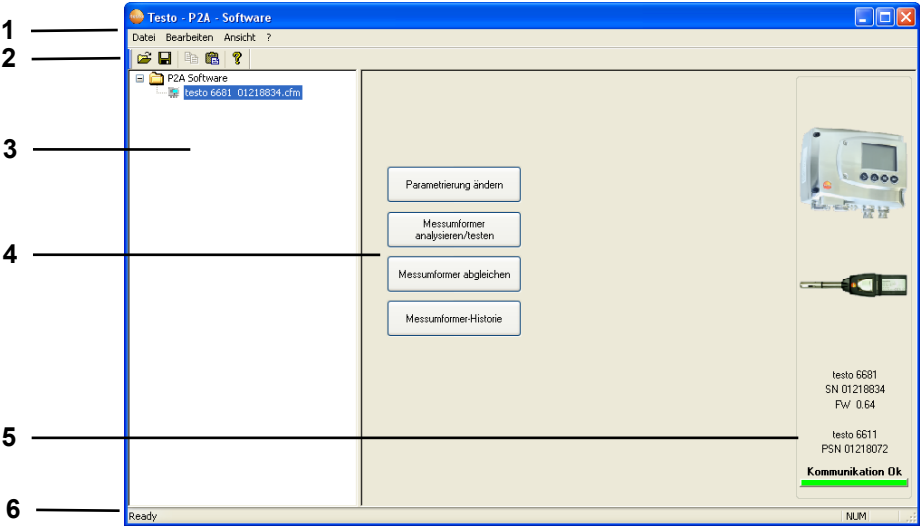 Testo - P2A - Software
1
Datei Bearbeiten Ansicht ?
2
P2A Software
testo 6681 01218834.cfm
3
Parametrierung ändern
Messumformer
analysieren/testen
4
Messumformer abgleichen
Messumformer-Historie
testo 6681
SN 01218834
FW 0.64
5
testo 6611
PSN 01218072
Kommunikation Ok
6
Ready
NUM